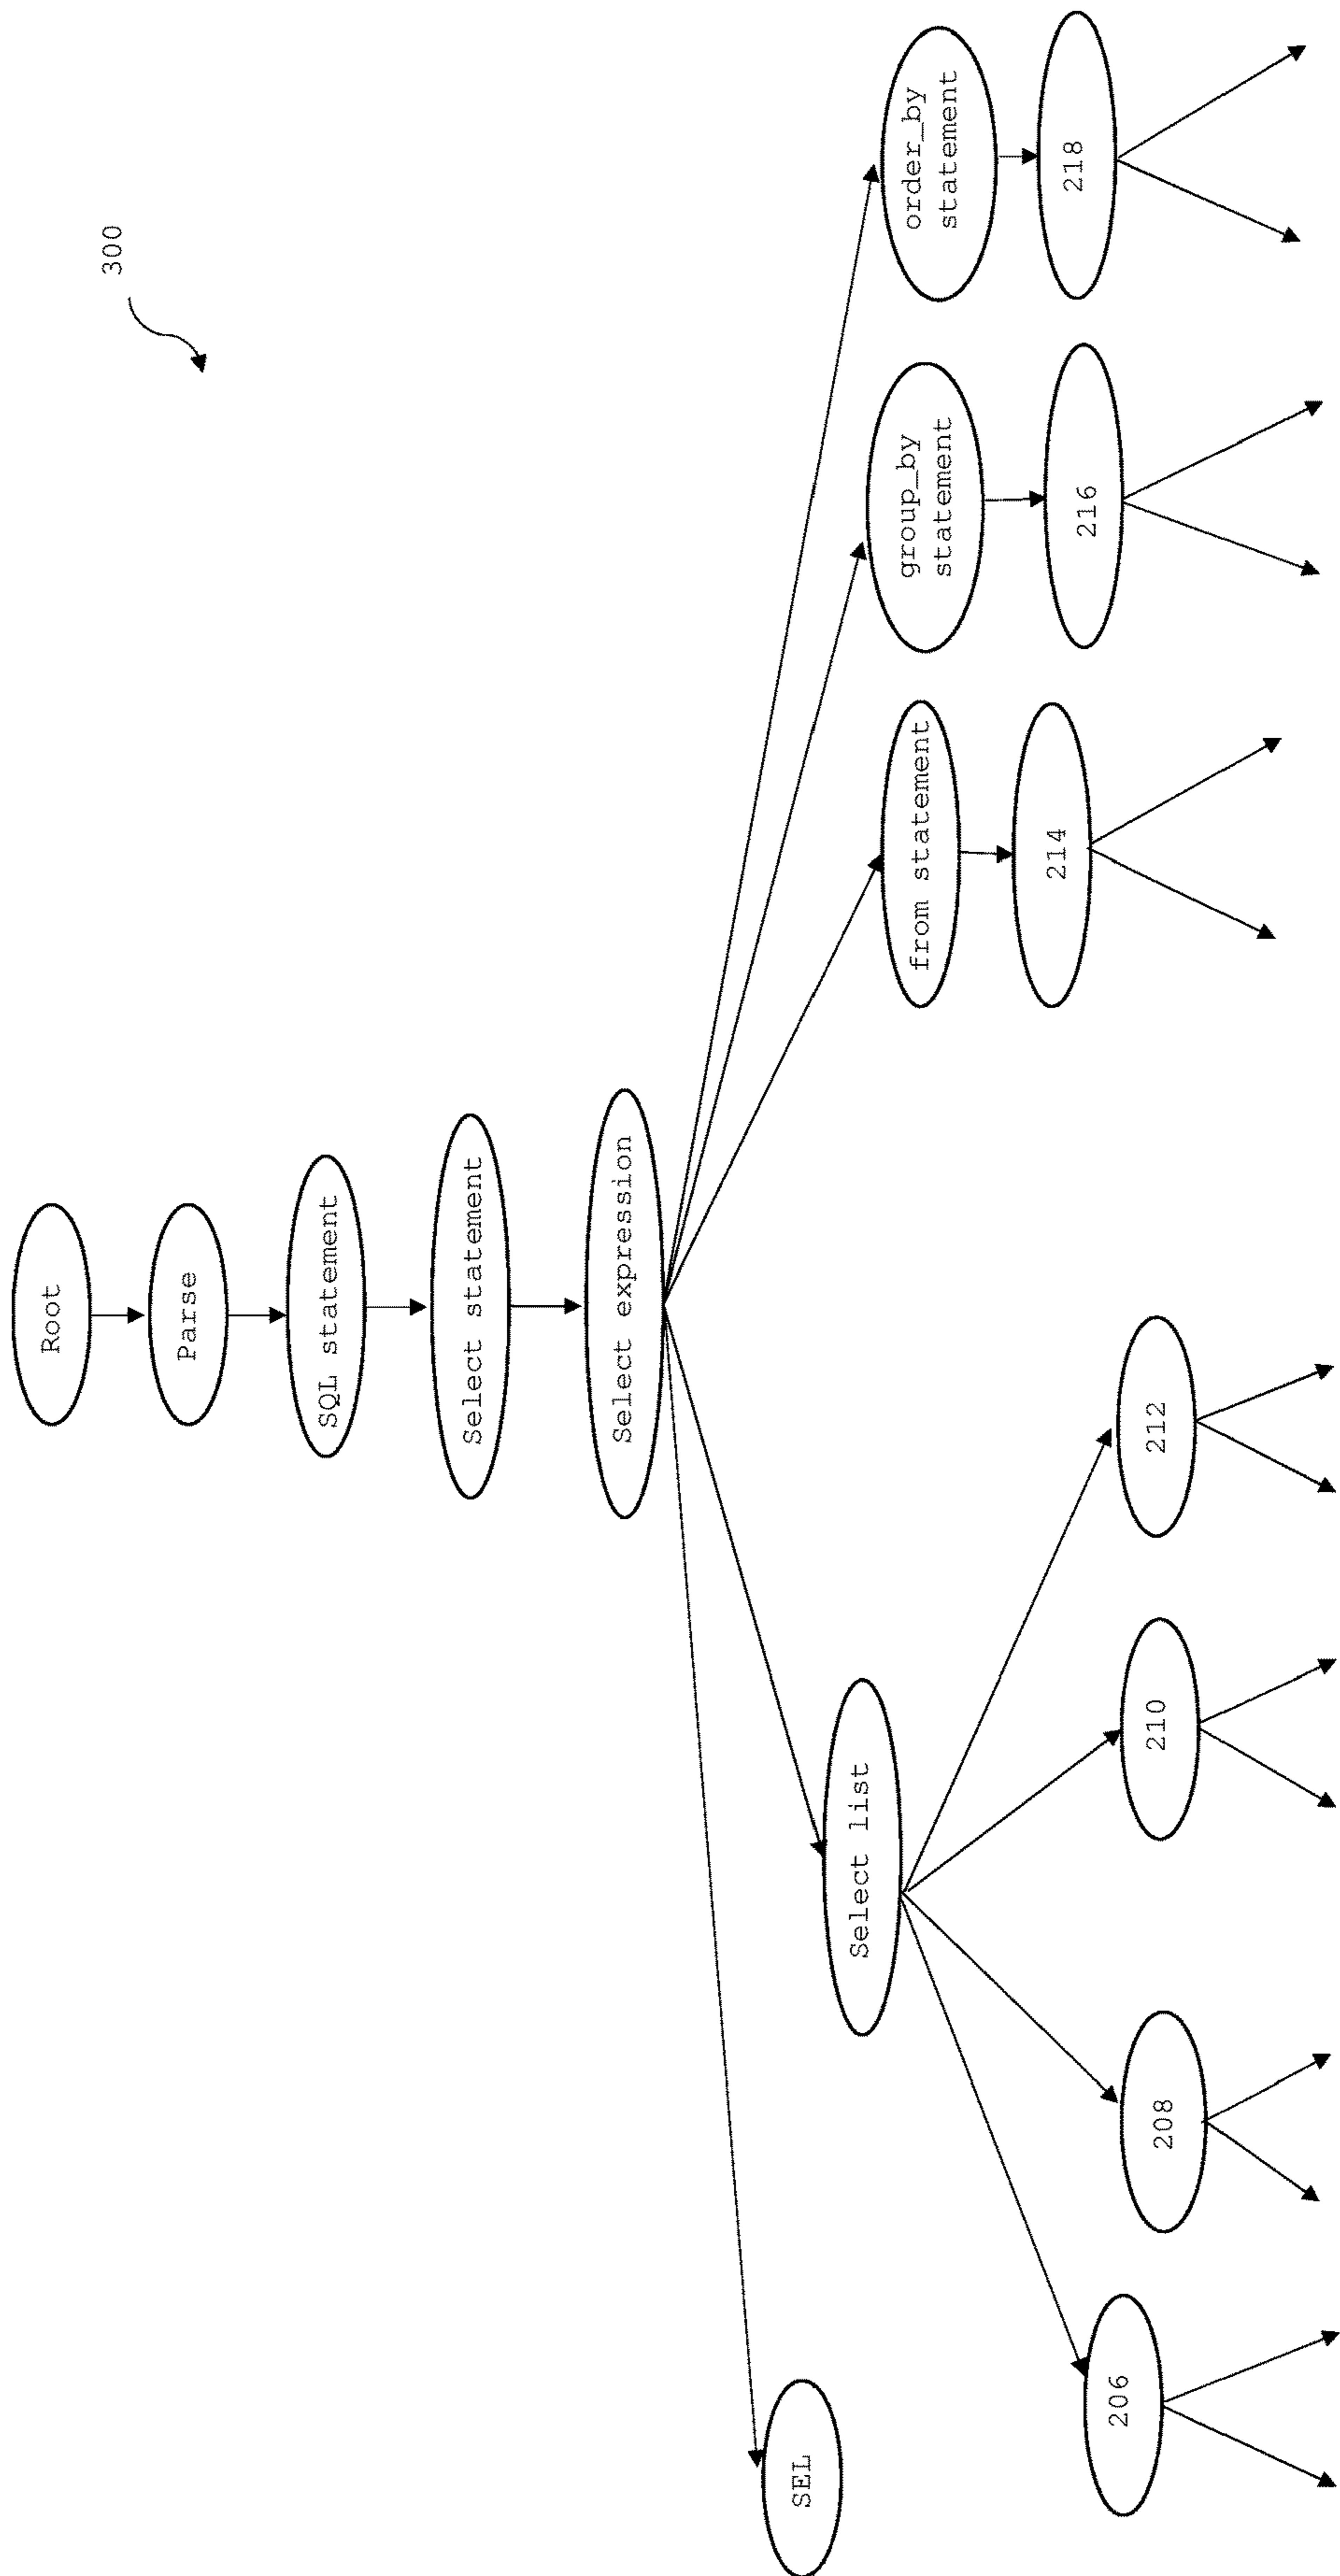 300
Root
Parse
SQL statement
Select statement
Select expression
SEL
Select list
from statement
group_by
statement
order_by
statement
206
208
210
212
214
216
218